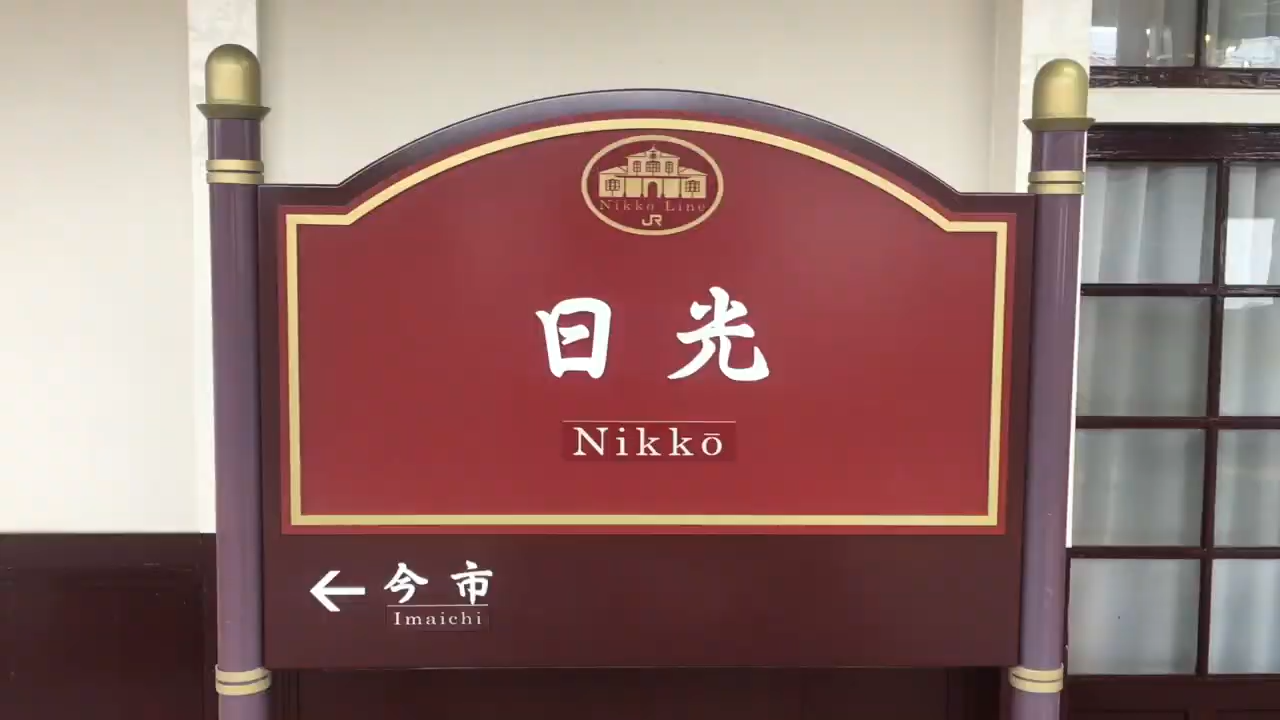 Nikko Line
JR
日光
Nikkō
← 今市
Imaichi